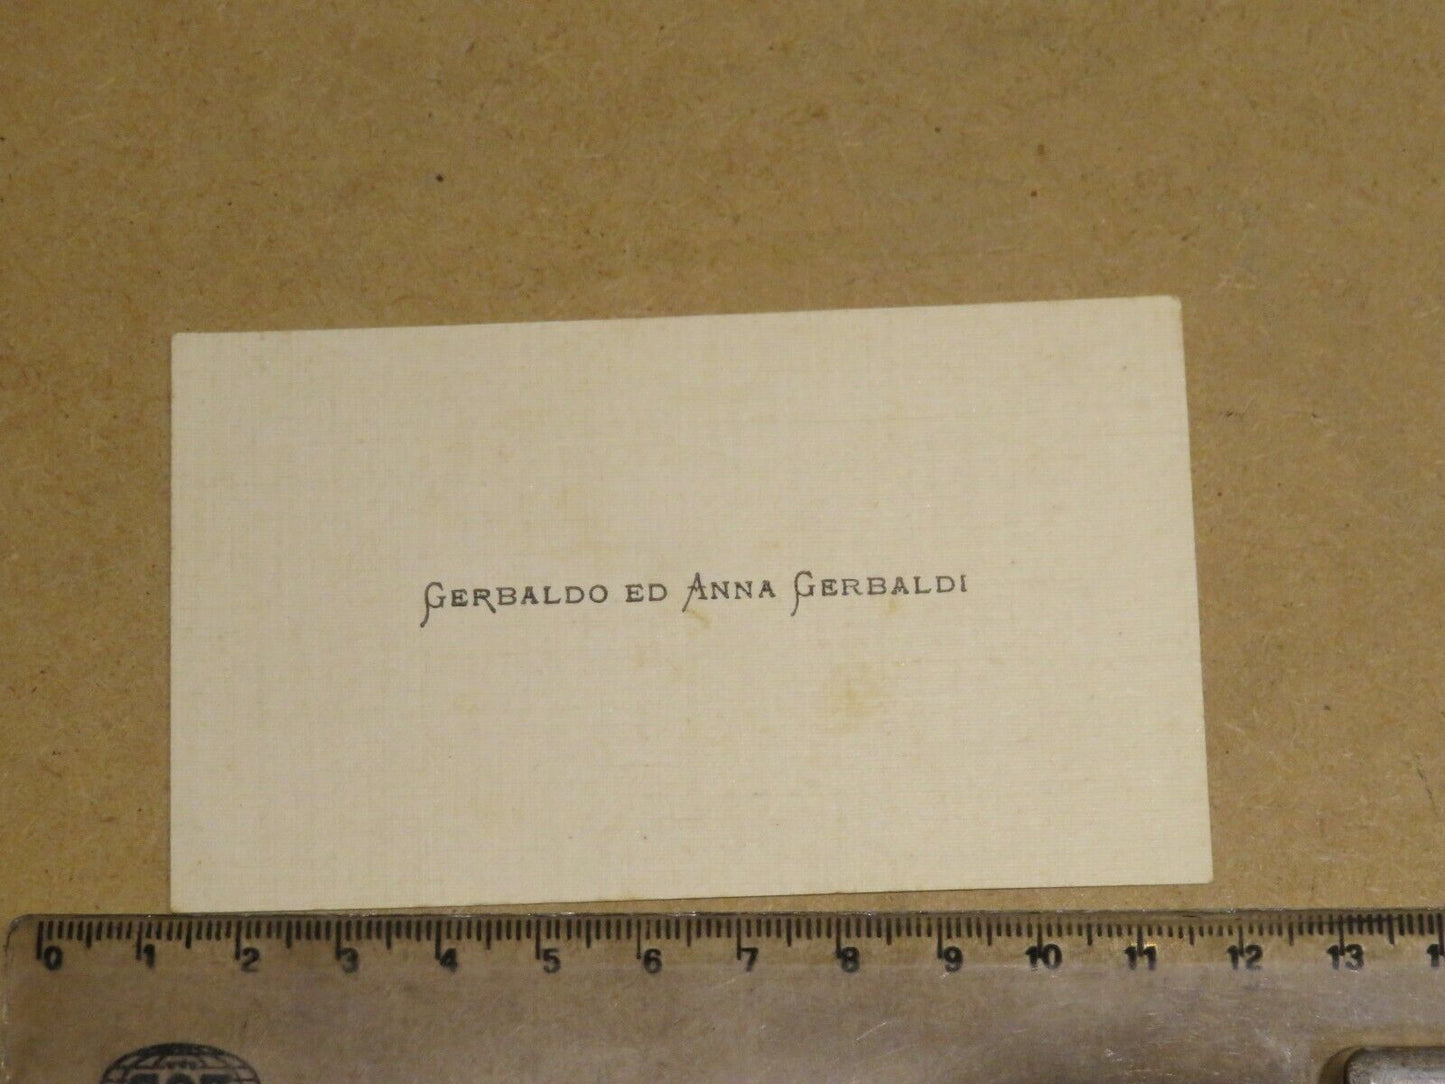 Gerbaldo ed Anna Gerbaldi
0 1 2 3 4 5 6 7 8 9 10 11 12 13